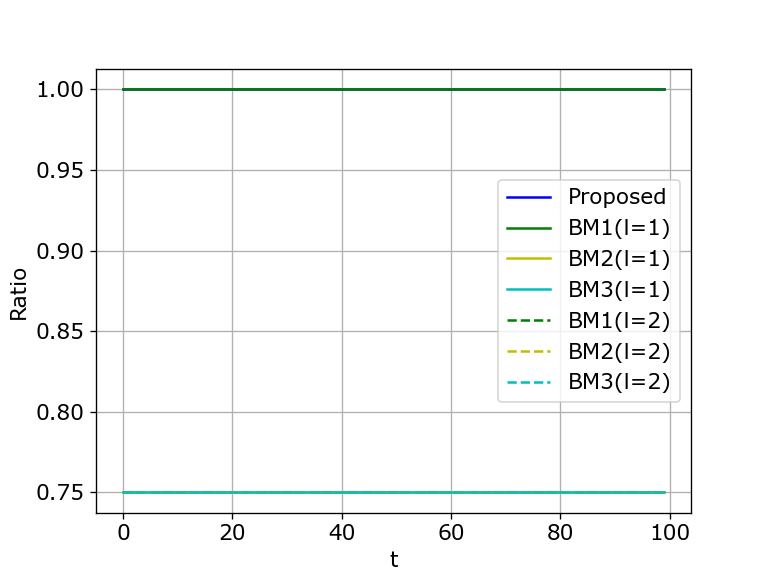 1.00
0.95
0.90
0.85
0.80
0.75
Ratio
0 20 40 60 80 100
t
Proposed
BM1(l=1)
BM2(l=1)
BM3(l=1)
BM1(l=2)
BM2(l=2)
BM3(l=2)